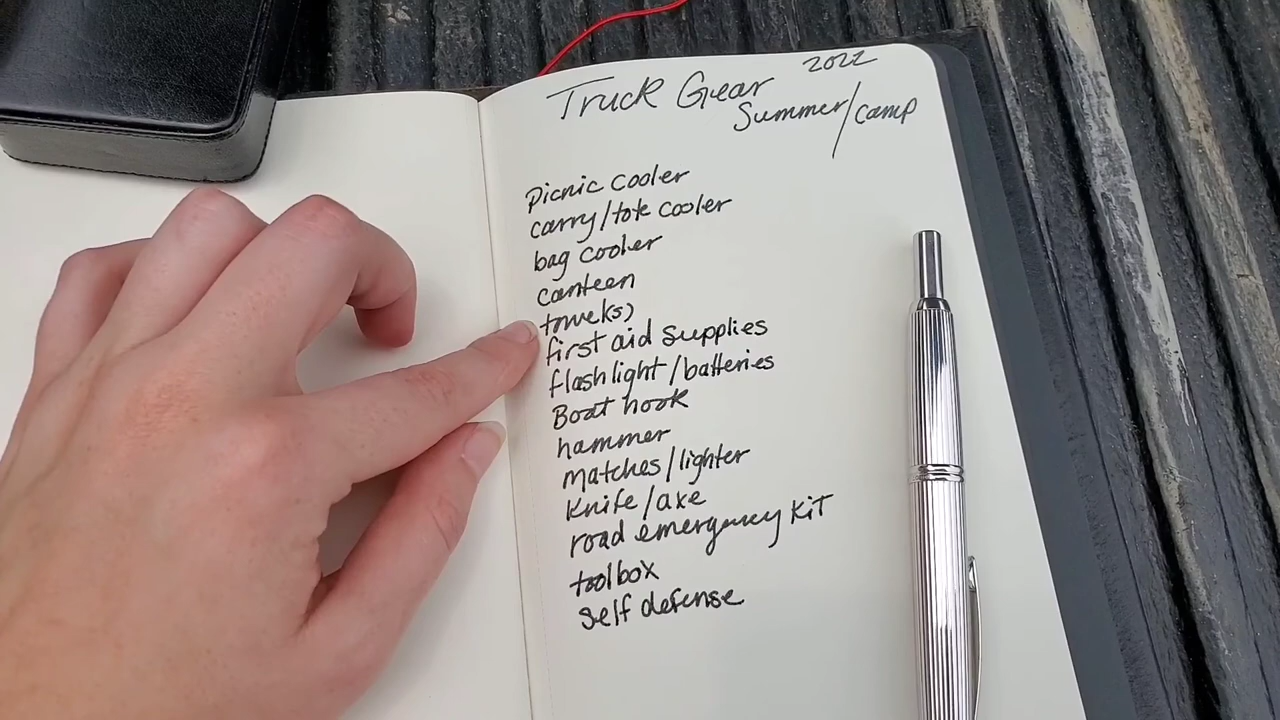 Truck Gear 2022
Summer/camp
picnic cooler
carry/tote cooler
bag cooler
canteen
towel(s)
first aid supplies
flashlight/batteries
Boat hook
hammer
matches/lighter
Knife/axe
road emergency kit
toolbox
self defense